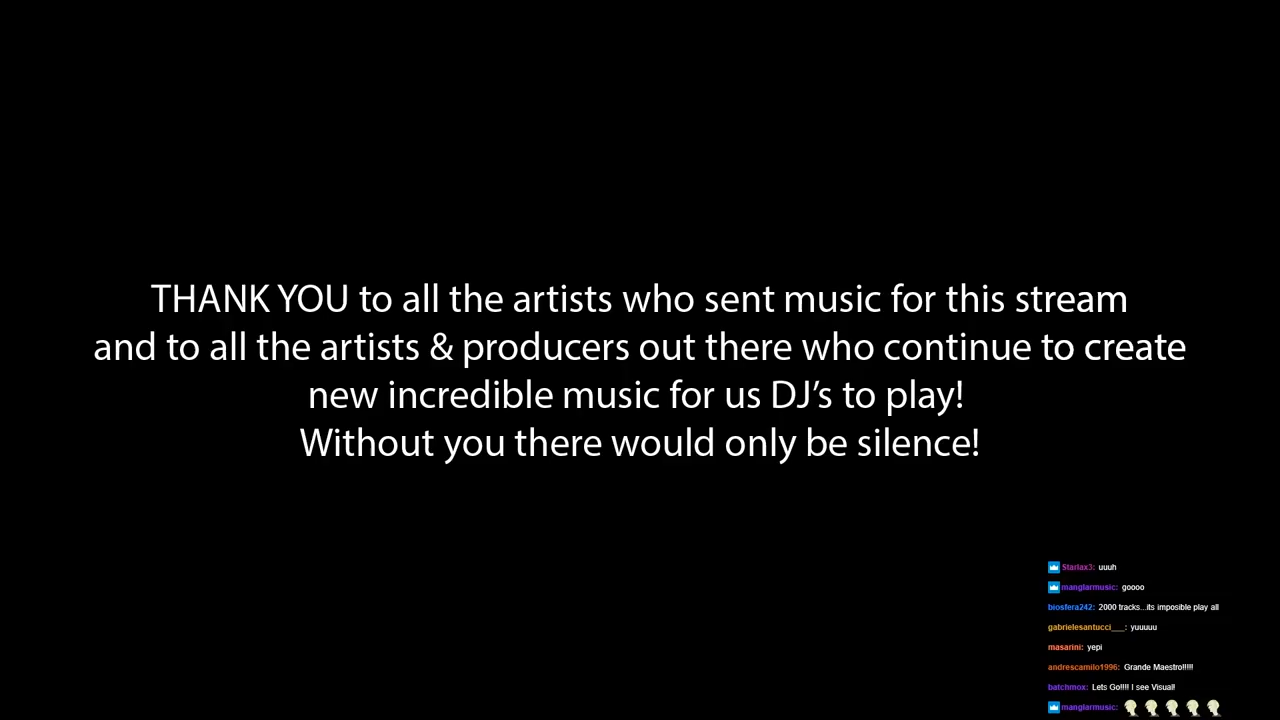 THANK YOU to all the artists who sent music for this stream
and to all the artists & producers out there who continue to create
new incredible music for us DJ’s to play!
Without you there would only be silence!
Starlax3: uuuh
manglarmusic: goooo
biosfera242: 2000 tracks...its imposible play all
gabrielesantucci___: yuuuuu
masarini: yepi
andrescamilo1996: Grande Maestro!!!!!
batchmox: Lets Go!!!! I see Visual!
manglarmusic: